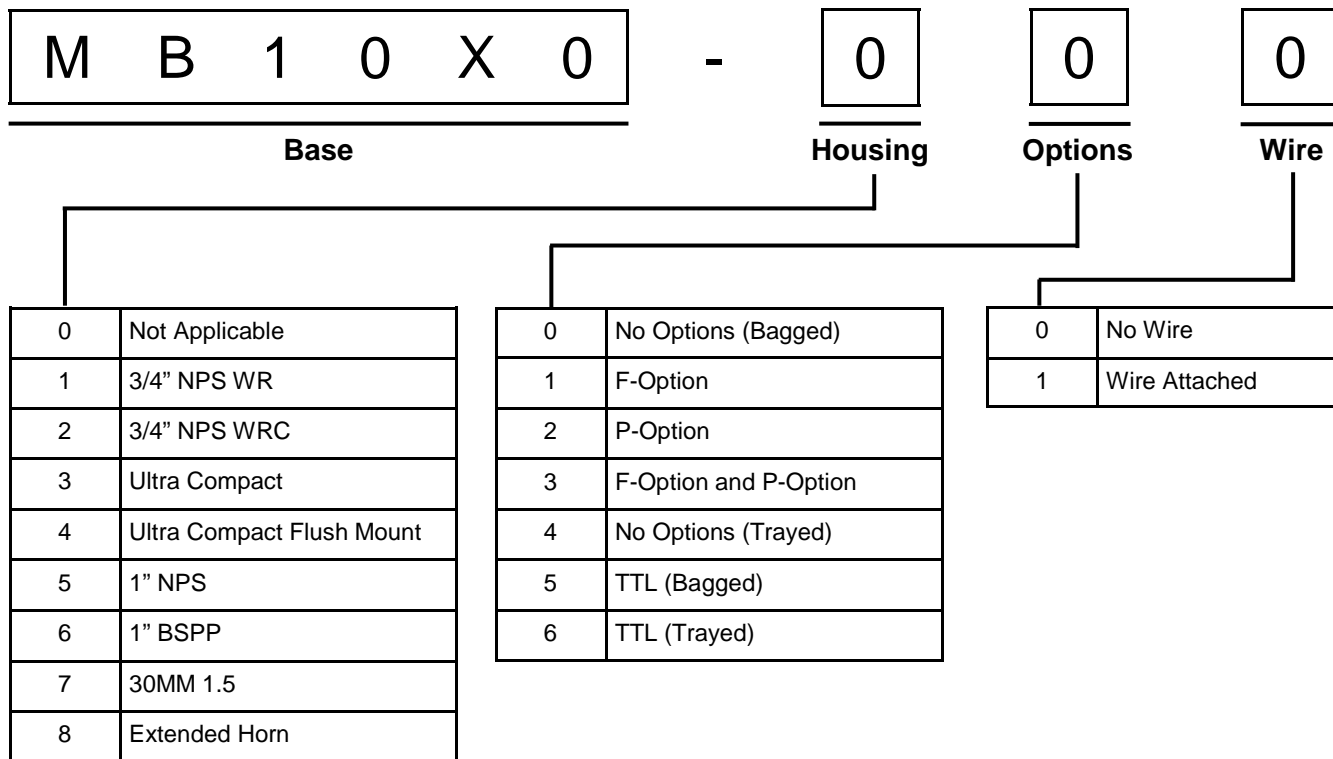 M B 1 0 X 0 - 0 0 0
Base Housing Options Wire
0 Not Applicable
1 3/4” NPS WR
2 3/4” NPS WRC
3 Ultra Compact
4 Ultra Compact Flush Mount
5 1” NPS
6 1” BSPP
7 30MM 1.5
8 Extended Horn
0 No Options (Bagged)
1 F-Option
2 P-Option
3 F-Option and P-Option
4 No Options (Trayed)
5 TTL (Bagged)
6 TTL (Trayed)
0 No Wire
1 Wire Attached